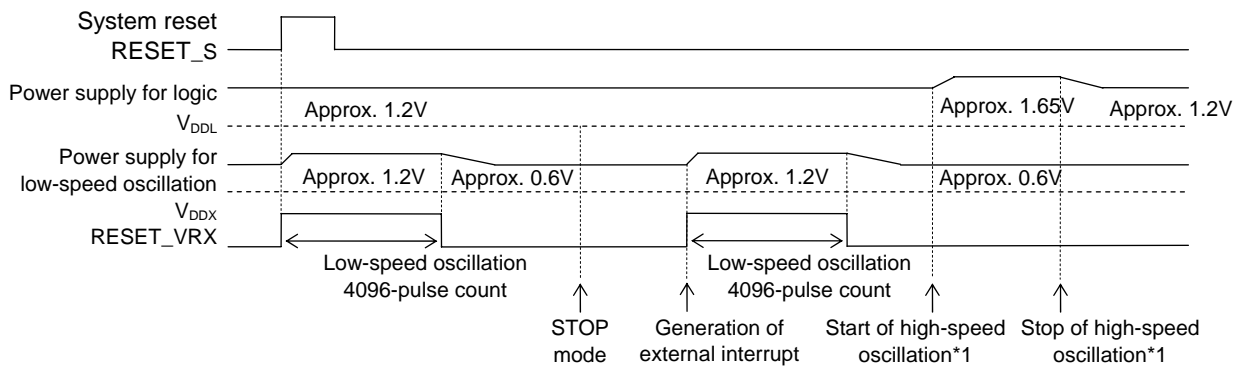 System reset
RESET_S
Power supply for logic
Approx. 1.2V
Approx. 1.65V
Approx. 1.2V
VDDL
Power supply for
low-speed oscillation
Approx. 1.2V
Approx. 0.6V
Approx. 1.2V
Approx. 0.6V
VDDX
RESET_VRX
Low-speed oscillation
4096-pulse count
Low-speed oscillation
4096-pulse count
STOP
mode
Generation of
external interrupt
Start of high-speed
oscillation*1
Stop of high-speed
oscillation*1